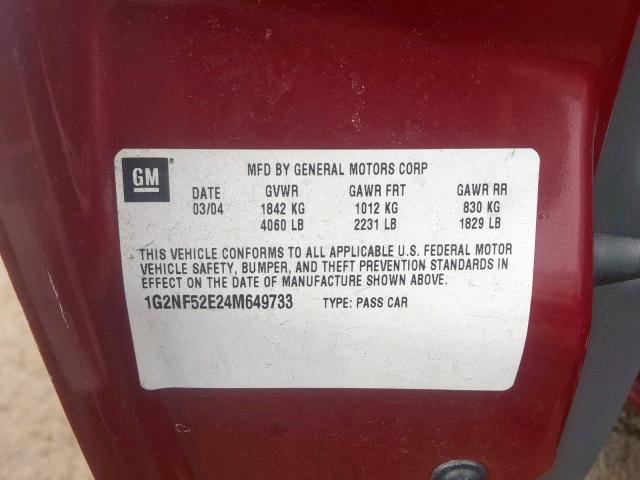 GM ® MFD BY GENERAL MOTORS CORP
DATE GVWR GAWR FRT GAWR RR
03/04 1842 KG 1012 KG 830 KG
4060 LB 2231 LB 1829 LB
THIS VEHICLE CONFORMS TO ALL APPLICABLE U.S. FEDERAL MOTOR
VEHICLE SAFETY, BUMPER, AND THEFT PREVENTION STANDARDS IN
EFFECT ON THE DATE OF MANUFACTURE SHOWN ABOVE.
1G2NF52E24M649733 TYPE: PASS CAR